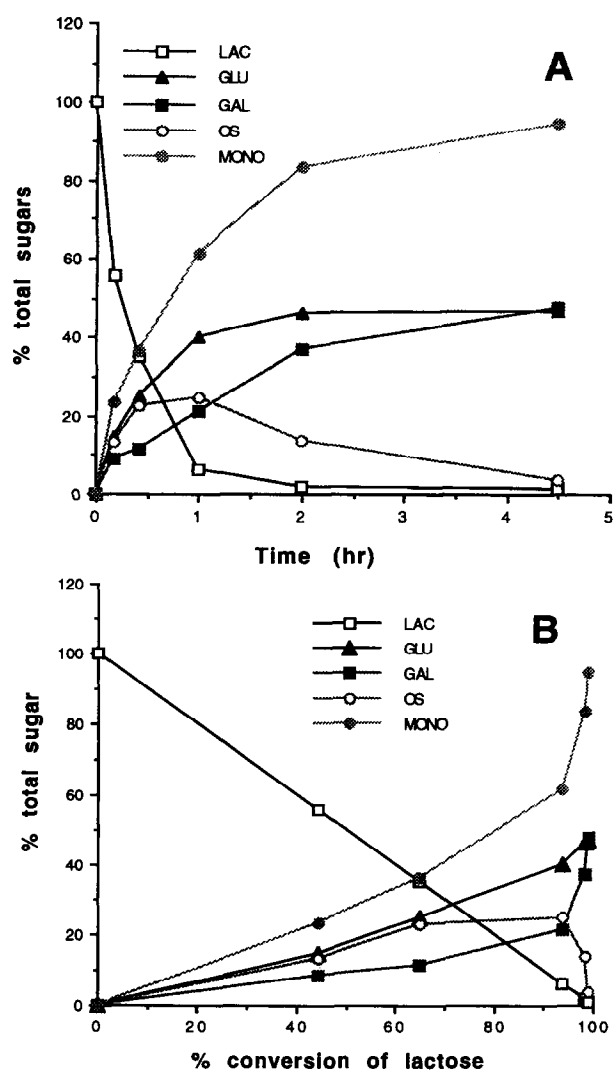 120
100
80
60
40
20
0
% total sugars
LAC
GLU
GAL
OS
MONO
A
0 1 2 3 4 5
Time (hr)
120
100
80
60
40
20
0
% total sugar
LAC
GLU
GAL
OS
MONO
B
0 20 40 60 80 100
% conversion of lactose